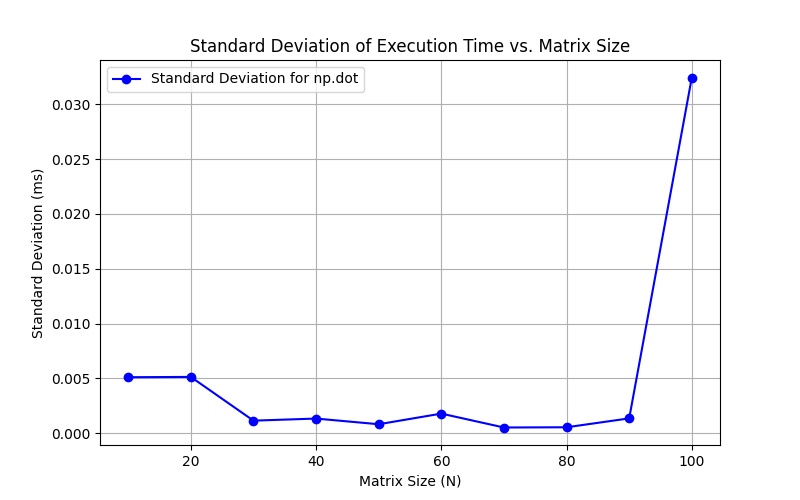 Standard Deviation of Execution Time vs. Matrix Size
Standard Deviation for np.dot
0.030
0.025
0.020
0.015
0.010
0.005
0.000
Standard Deviation (ms)
20 40 60 80 100
Matrix Size (N)